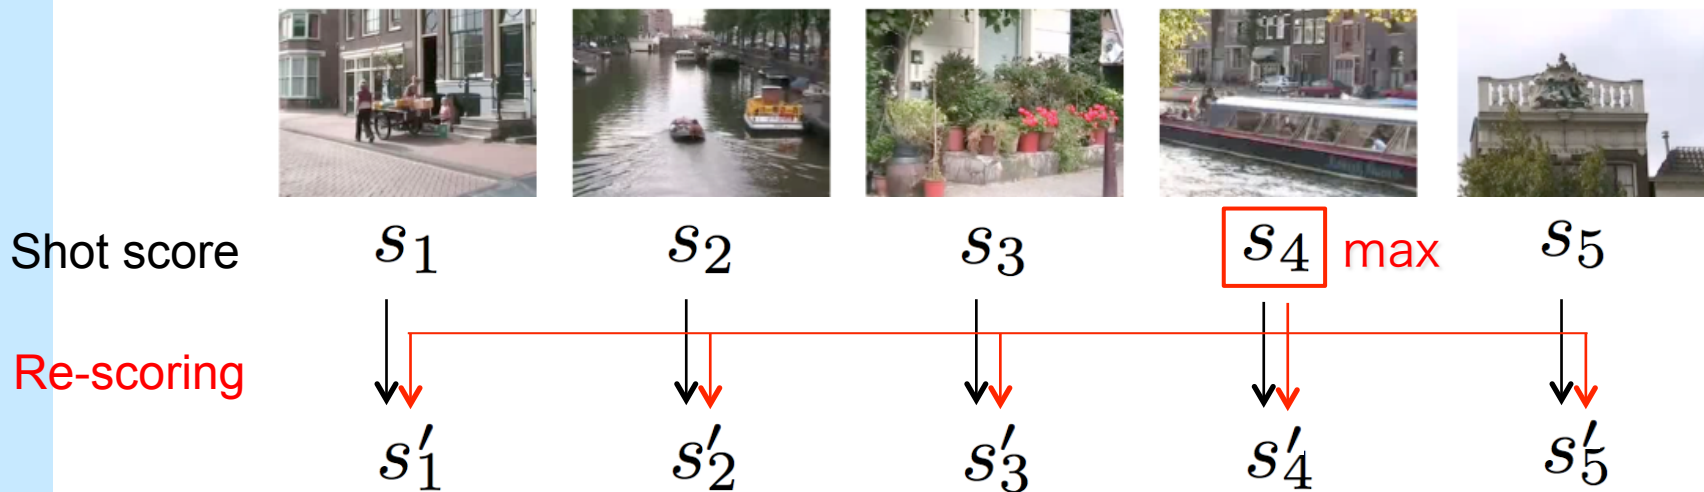 Shot score s₁ s₂ s₃ s₄ max s₅
Re-scoring
s′₁ s′₂ s′₃ s′₄ s′₅